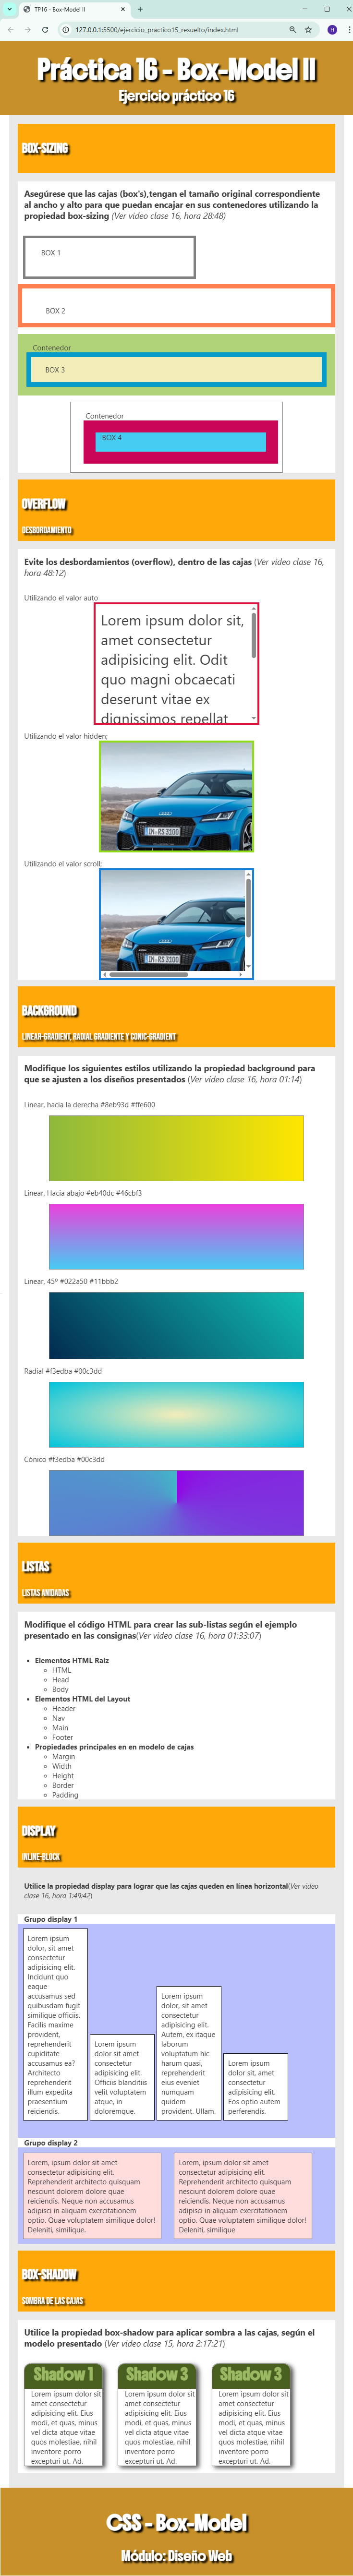 TP16 - Box-Model II
127.0.0.1:5500/ejercicio_practico15_resuelto/index.html
H
Práctica 16 - Box-Model II
Ejercicio práctico 16
BOX-SIZING
Asegúrese que las cajas (box's),tengan el tamaño original correspondiente
al ancho y alto para que puedan encajar en sus contenedores utilizando la
propiedad box-sizing (Ver video clase 16, hora 28:48)
BOX 1
BOX 2
Contenedor
BOX 3
Contenedor
BOX 4
OVERFLOW
DESBORDAMIENTO
Evite los desbordamientos (overflow), dentro de las cajas (Ver video clase 16,
hora 48:12)
Utilizando el valor auto
Lorem ipsum dolor sit,
amet consectetur
adipisicing elit. Odit
quo magni obcaecati
deserunt vitae ex
dignissimos repellat
Utilizando el valor hidden;
IN·RS 3300
Utilizando el valor scroll;
IN·RS 3300
BACKGROUND
LINEAR-GRADIENT, RADIAL GRADIENTE Y CONIC-GRADIENT
Modifique los siguientes estilos utilizando la propiedad background para
que se ajusten a los diseños presentados (Ver video clase 16, hora 01:14)
Linear, hacia la derecha #8eb93d #ffe600
Linear, Hacia abajo #eb40dc #46cbf3
Linear, 45º #022a50 #11bbb2
Radial #f3edba #00c3dd
Cónico #f3edba #00c3dd
LISTAS
LISTAS ANIDADAS
Modifique el código HTML para crear las sub-listas según el ejemplo
presentado en las consignas(Ver video clase 16, hora 01:33:07)
• Elementos HTML Raiz
○ HTML
○ Head
○ Body
• Elementos HTML del Layout
○ Header
○ Nav
○ Main
○ Footer
• Propiedades principales en en modelo de cajas
○ Margin
○ Width
○ Height
○ Border
○ Padding
DISPLAY
INLINE-BLOCK
Utilice la propiedad display para lograr que las cajas queden en línea horizontal(Ver video
clase 16, hora 1:49:42)
Grupo display 1
Lorem ipsum
dolor, sit amet
consectetur
adipisicing elit.
Incidunt quo
eaque
accusamus sed
quibusdam fugit
similique officiis.
Facilis maxime
provident,
reprehenderit
cupiditate
accusamus ea?
Architecto
reprehenderit
illum expedita
praesentium
reiciendis.
Lorem ipsum
dolor sit amet
consectetur
adipisicing elit.
Officiis blanditiis
velit voluptatem
atque, in
doloremque.
Lorem ipsum
dolor, sit amet
consectetur
adipisicing elit.
Autem, ex itaque
laborum
voluptatum hic
harum quasi,
reprehenderit
eius eveniet
numquam
quidem
provident. Ullam.
Lorem ipsum
dolor sit, amet
consectetur
adipisicing elit.
Eos optio autem
perferendis.
Grupo display 2
Lorem, ipsum dolor sit amet
consectetur adipisicing elit.
Reprehenderit architecto quisquam
nesciunt dolorem dolore quae
reiciendis. Neque non accusamus
adipisci in aliquam exercitationem
optio. Quae voluptatem similique dolor!
Deleniti, similique.
Lorem, ipsum dolor sit amet
consectetur adipisicing elit.
Reprehenderit architecto quisquam
nesciunt dolorem dolore quae
reiciendis. Neque non accusamus
adipisci in aliquam exercitationem
optio. Quae voluptatem similique dolor!
Deleniti, similique
BOX-SHADOW
SOMBRA DE LAS CAJAS
Utilice la propiedad box-shadow para aplicar sombra a las cajas, según el
modelo presentado (Ver video clase 15, hora 2:17:21)
Shadow 1
Lorem ipsum dolor sit
amet consectetur
adipisicing elit. Eius
modi, et quas, minus
vel dicta atque vitae
quos molestiae, nihil
inventore porro
excepturi ut. Ad.
Shadow 3
Lorem ipsum dolor sit
amet consectetur
adipisicing elit. Eius
modi, et quas, minus
vel dicta atque vitae
quos molestiae, nihil
inventore porro
excepturi ut. Ad.
Shadow 3
Lorem ipsum dolor sit
amet consectetur
adipisicing elit. Eius
modi, et quas, minus
vel dicta atque vitae
quos molestiae, nihil
inventore porro
excepturi ut. Ad.
CSS - Box-Model
Módulo: Diseño Web